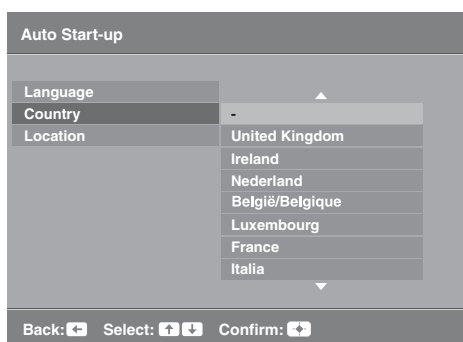 Auto Start-up
Language
Country
Location
-
United Kingdom
Ireland
Nederland
België/Belgique
Luxembourg
France
Italia
Back: Select: Confirm: